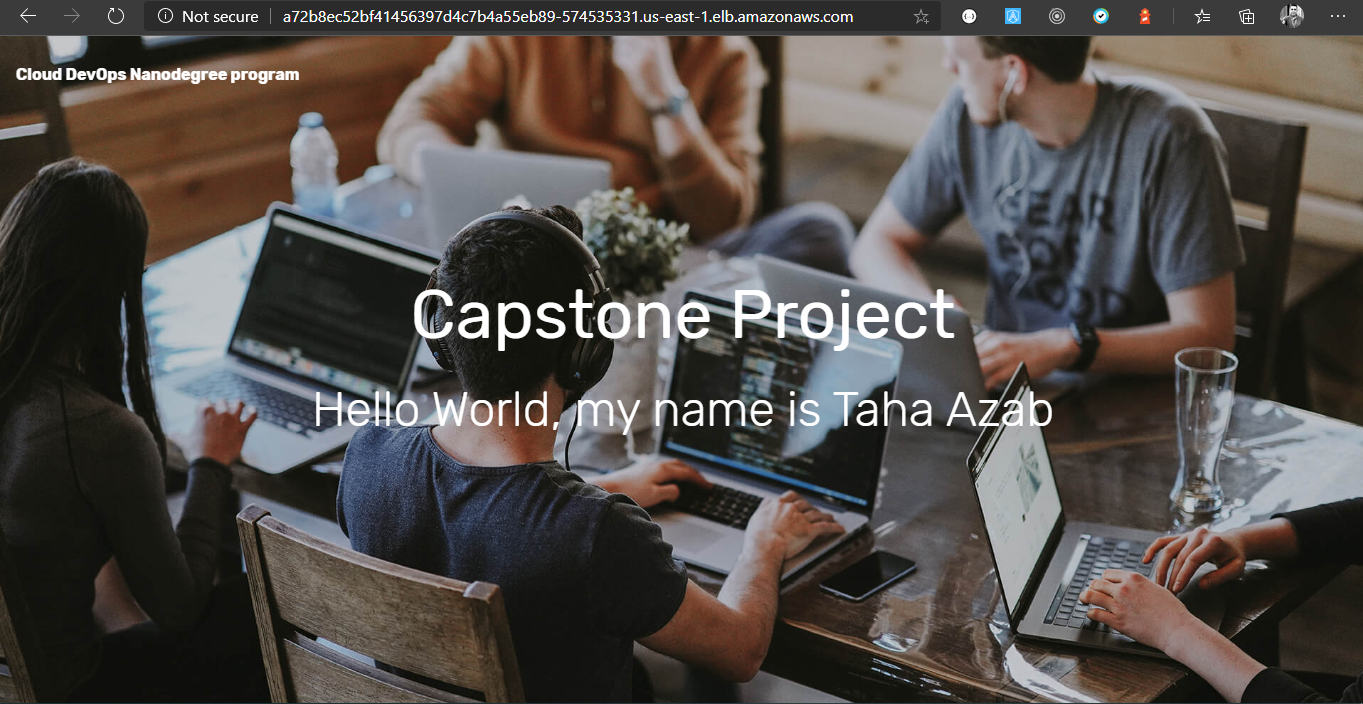 Not secure
a72b8ec52bf41456397d4c7b4a55eb89-574535331.us-east-1.elb.amazonaws.com
Cloud DevOps Nanodegree program
Capstone Project
Hello World, my name is Taha Azab